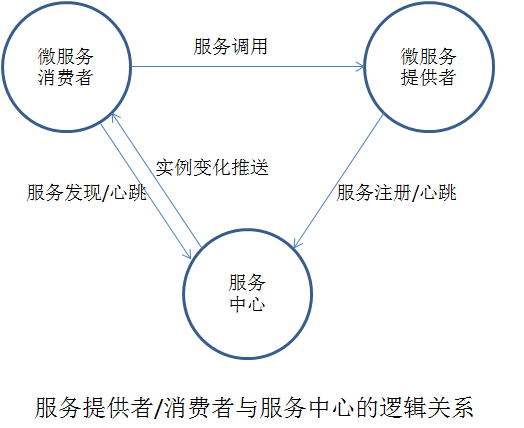 微服务
消费者
服务调用
微服务
提供者
实例变化推送
服务发现/心跳
服务注册/心跳
服务
中心
服务提供者/消费者与服务中心的逻辑关系